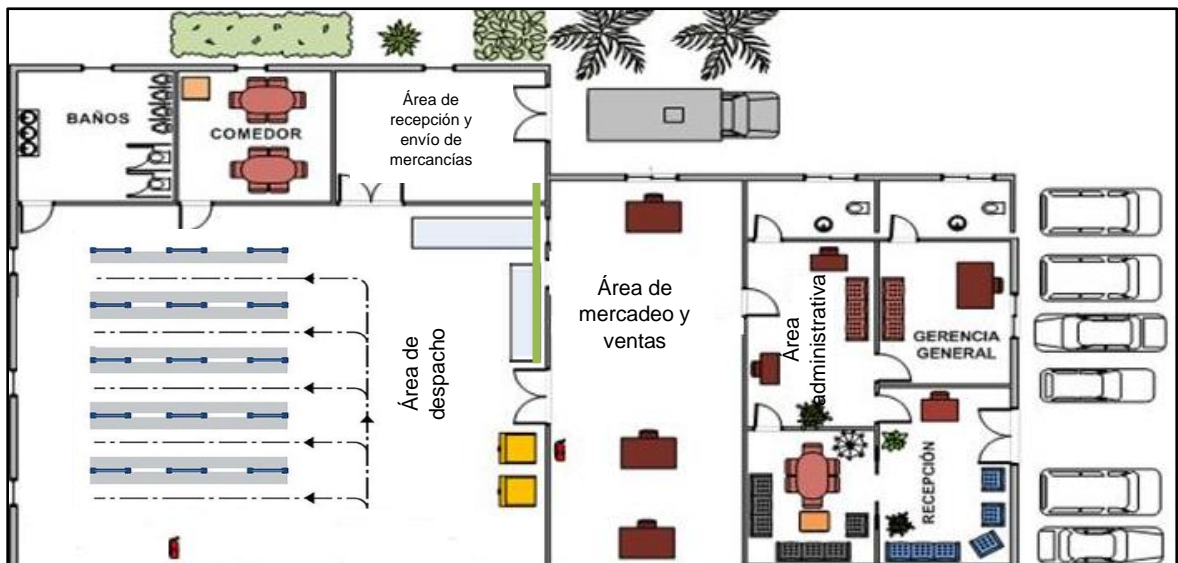 BAÑOS
COMEDOR
Área de
recepción y
envío de
mercancías
Área de
despacho
Área de
mercadeo y
ventas
Área
administrativa
GERENCIA
GENERAL
RECEPCIÓN